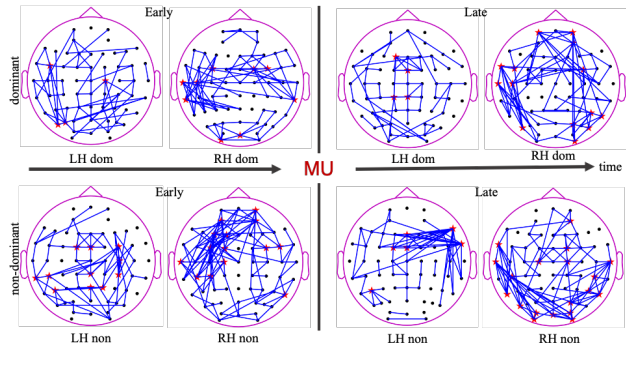 Early
Late
dominant
LH dom
RH dom
LH dom
RH dom
MU
time
Early
Late
non-dominant
LH non
RH non
LH non
RH non